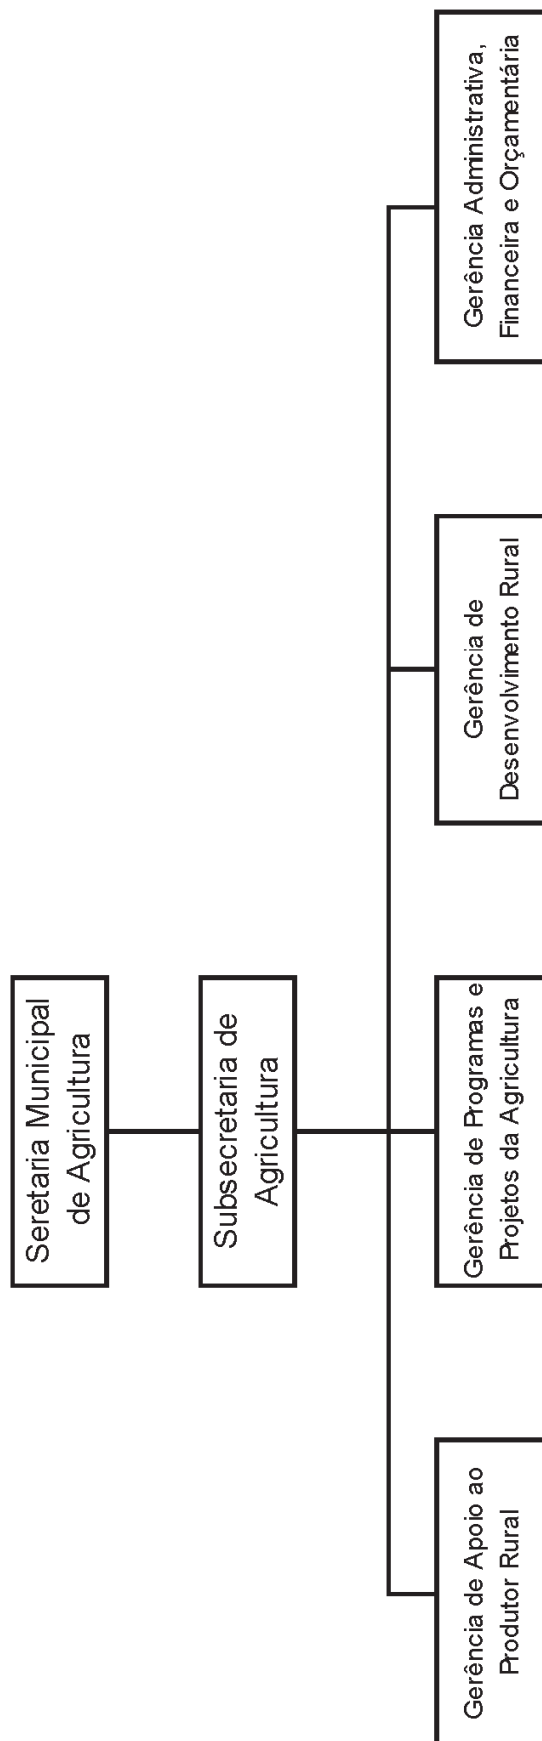 Seretaria Municipal
de Agricultura
Subsecretaria de
Agricultura
Gerência de Apoio ao
Produtor Rural
Gerência de Programas e
Projetos da Agricultura
Gerência de
Desenvolvimento Rural
Gerência Administrativa,
Financeira e Orçamentária